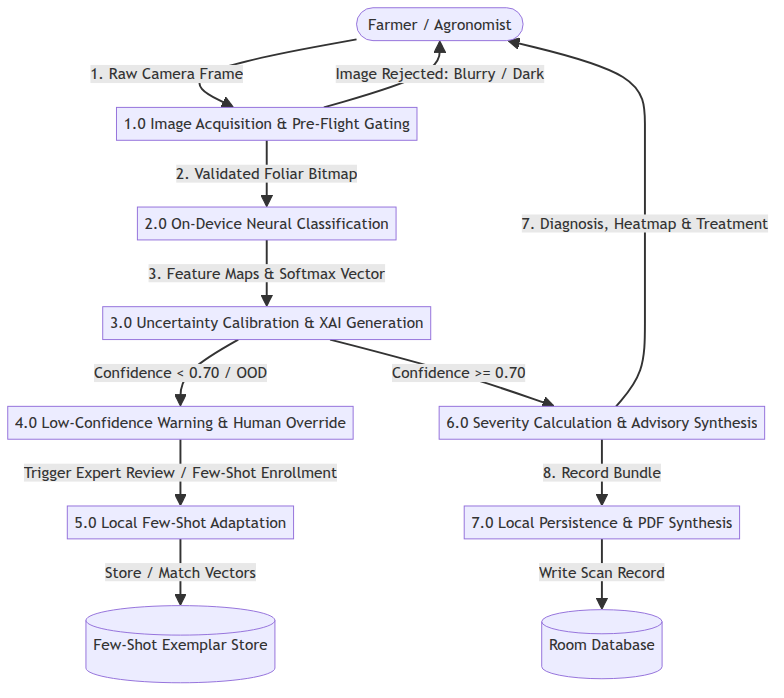 Farmer / Agronomist
1. Raw Camera Frame
Image Rejected: Blurry / Dark
1.0 Image Acquisition & Pre-Flight Gating
2. Validated Foliar Bitmap
2.0 On-Device Neural Classification
7. Diagnosis, Heatmap & Treatment
3. Feature Maps & Softmax Vector
3.0 Uncertainty Calibration & XAI Generation
Confidence < 0.70 / OOD
Confidence >= 0.70
4.0 Low-Confidence Warning & Human Override
6.0 Severity Calculation & Advisory Synthesis
Trigger Expert Review / Few-Shot Enrollment
8. Record Bundle
5.0 Local Few-Shot Adaptation
7.0 Local Persistence & PDF Synthesis
Store / Match Vectors
Write Scan Record
Few-Shot Exemplar Store
Room Database